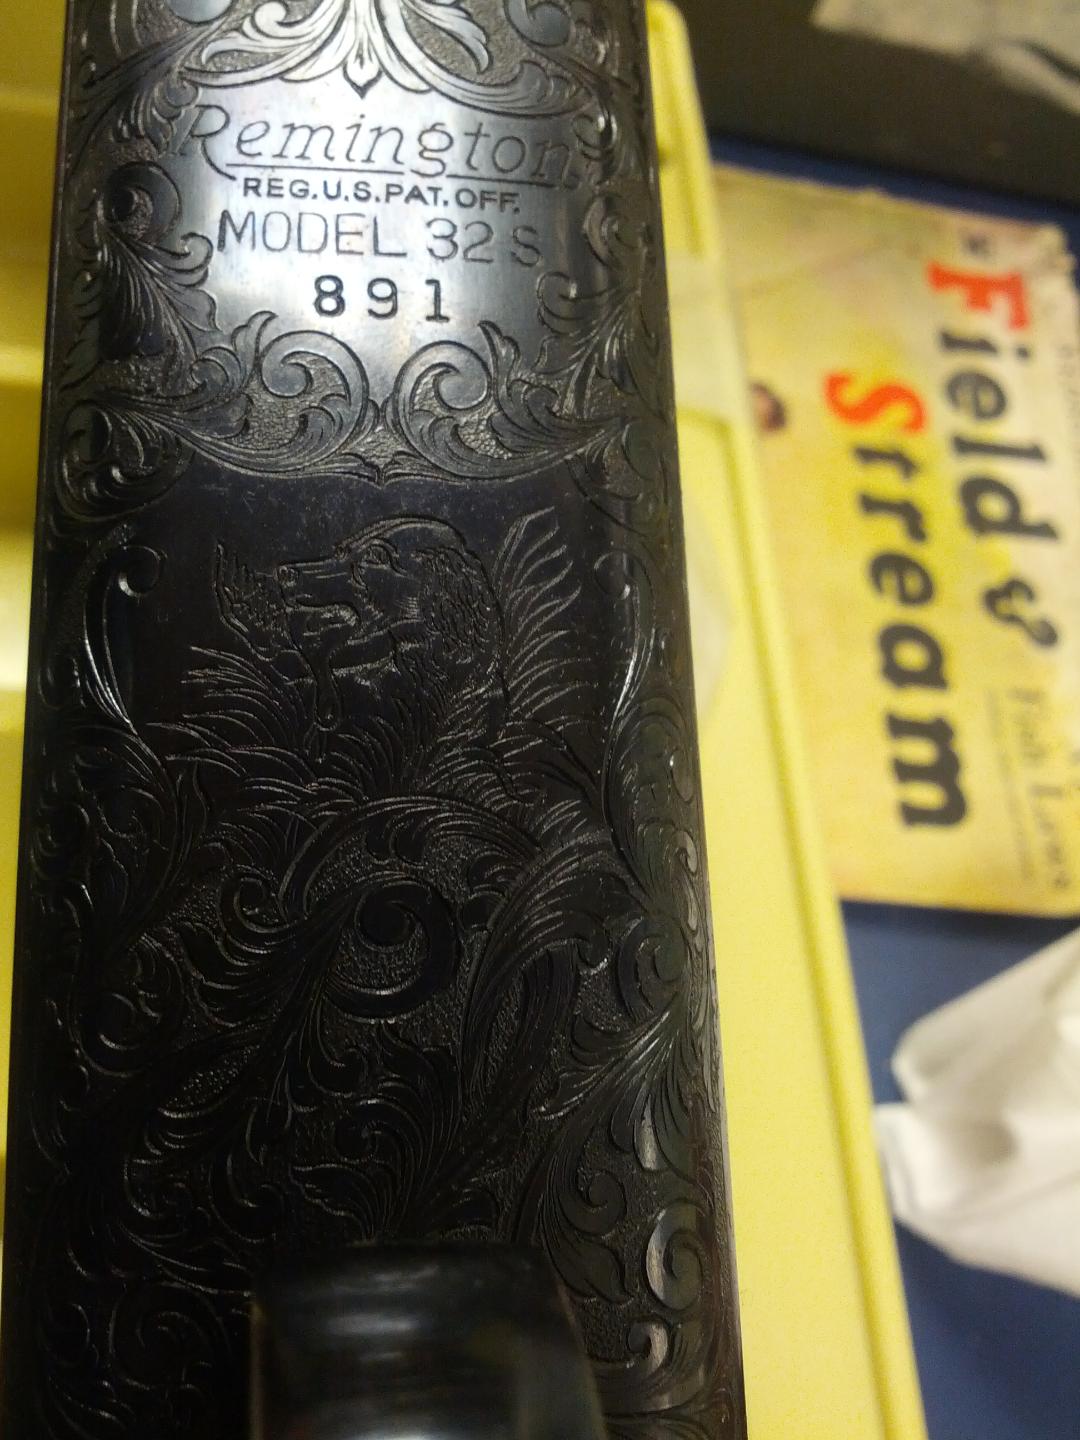 Remington
REG.U.S.PAT.OFF.
MODEL 32 S
891
Field &
Stream